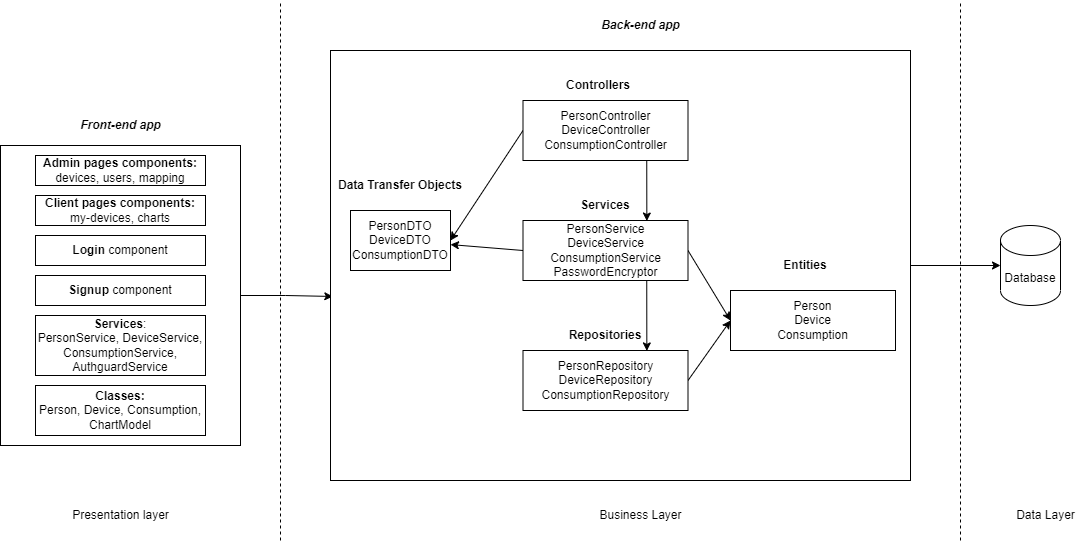 Back-end app
Front-end app
Admin pages components:
devices, users, mapping
Client pages components:
my-devices, charts
Login component
Signup component
Services:
PersonService, DeviceService,
ConsumptionService,
AuthguardService
Classes:
Person, Device, Consumption,
ChartModel
Controllers
PersonController
DeviceController
ConsumptionController
Data Transfer Objects
PersonDTO
DeviceDTO
ConsumptionDTO
Services
PersonService
DeviceService
ConsumptionService
PasswordEncryptor
Entities
Person
Device
Consumption
Repositories
PersonRepository
DeviceRepository
ConsumptionRepository
Database
Presentation layer
Business Layer
Data Layer